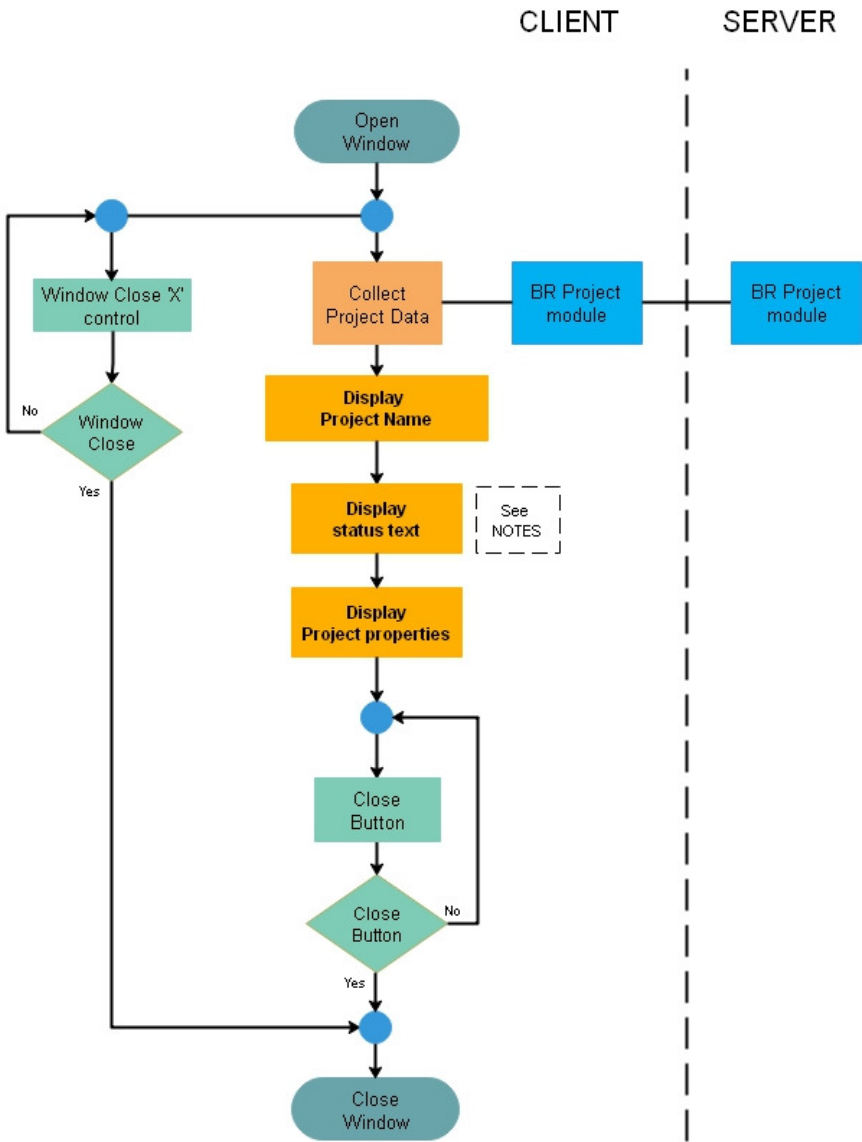 CLIENT
SERVER
Open
Window
Window Close 'X'
control
Collect
Project Data
BR Project
module
BR Project
module
Display
Project Name
No
Window
Close
Yes
Display
status text
See
NOTES
Display
Project properties
Close
Button
Close
Button
No
Yes
Close
Window